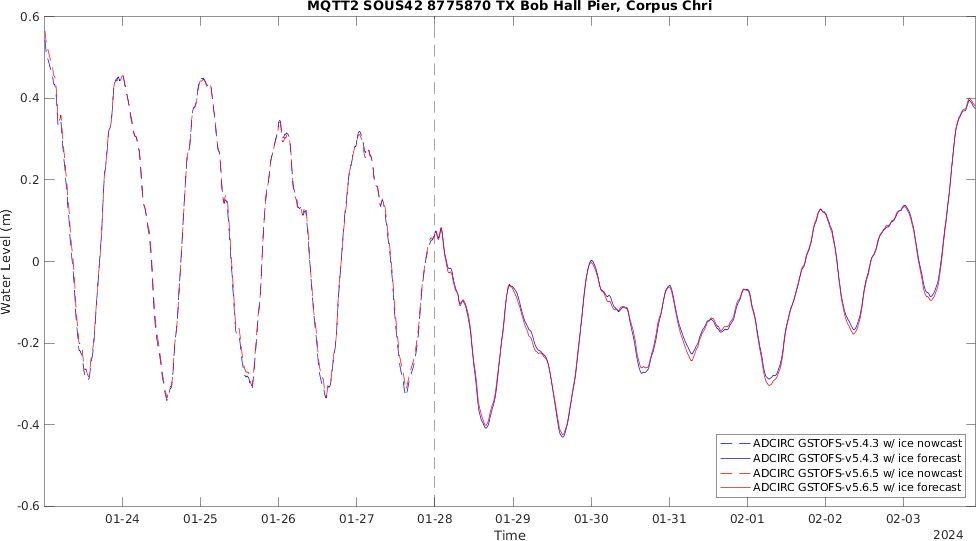 MQTT2 SOUS42 8775870 TX Bob Hall Pier, Corpus Chri
0.6
0.4
0.2
0
-0.2
-0.4
-0.6
Water Level (m)
ADCIRC GSTOFS-v5.4.3 w/ ice nowcast
ADCIRC GSTOFS-v5.4.3 w/ ice forecast
ADCIRC GSTOFS-v5.6.5 w/ ice nowcast
ADCIRC GSTOFS-v5.6.5 w/ ice forecast
01-24 01-25 01-26 01-27 01-28 01-29 01-30 01-31 02-01 02-02 02-03
Time
2024